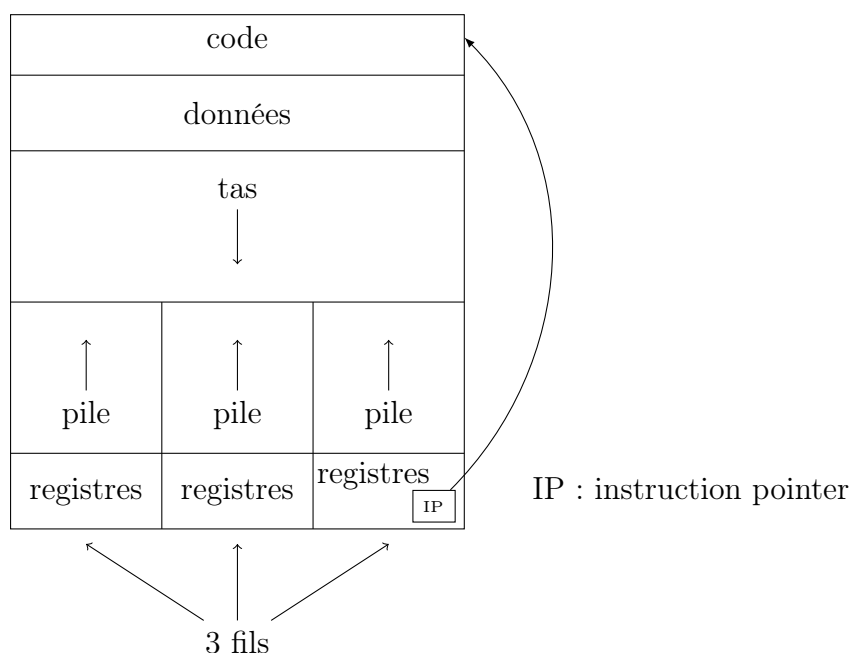 code
données
tas
pile pile pile
registres registres registres
IP
IP : instruction pointer
3 fils